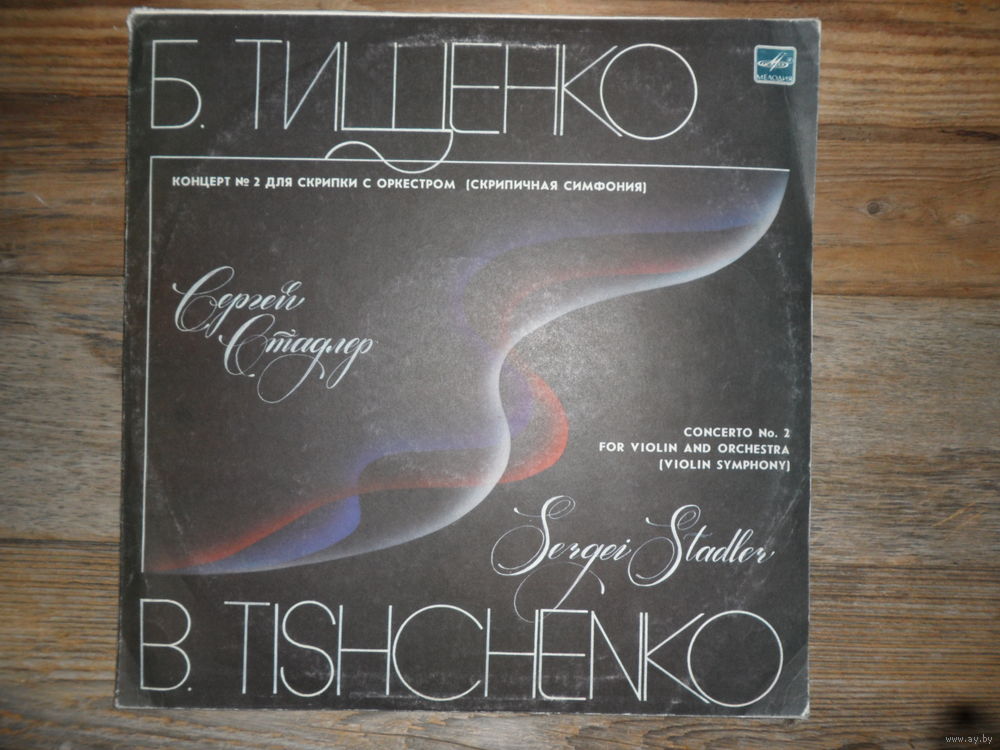 Б. ТИЩЕНКО
МЕЛОДИЯ
КОНЦЕРТ № 2 ДЛЯ СКРИПКИ С ОРКЕСТРОМ (СКРИПИЧНАЯ СИМФОНИЯ)
Сергей
Стадлер
CONCERTO No. 2
FOR VIOLIN AND ORCHESTRA
(VIOLIN SYMPHONY)
Sergei Stadler
B. TISHCHENKO
www.ay.by